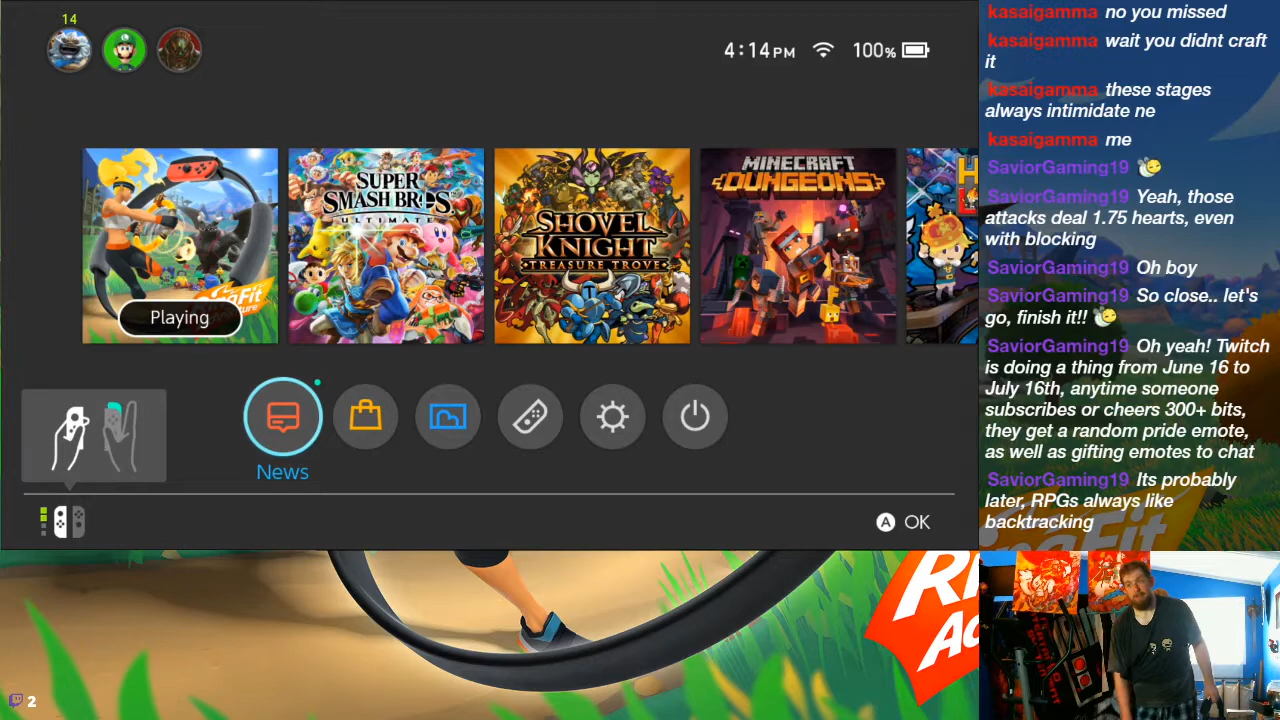 14
4:14 PM 100%
SUPER
SMASH BROS.
ULTIMATE
SHOVEL
KNIGHT
TREASURE TROVE
MINECRAFT
DUNGEONS
Playing
News
A OK
2
kasaigamma no you missed
kasaigamma wait you didnt craft
it
kasaigamma these stages
always intimidate ne
kasaigamma me
SaviorGaming19
SaviorGaming19 Yeah, those
attacks deal 1.75 hearts, even
with blocking
SaviorGaming19 Oh boy
SaviorGaming19 So close.. let's
go, finish it!!
SaviorGaming19 Oh yeah! Twitch
is doing a thing from June 16 to
July 16th, anytime someone
subscribes or cheers 300+ bits,
they get a random pride emote,
as well as gifting emotes to chat
SaviorGaming19 Its probably
later, RPGs always like
backtracking